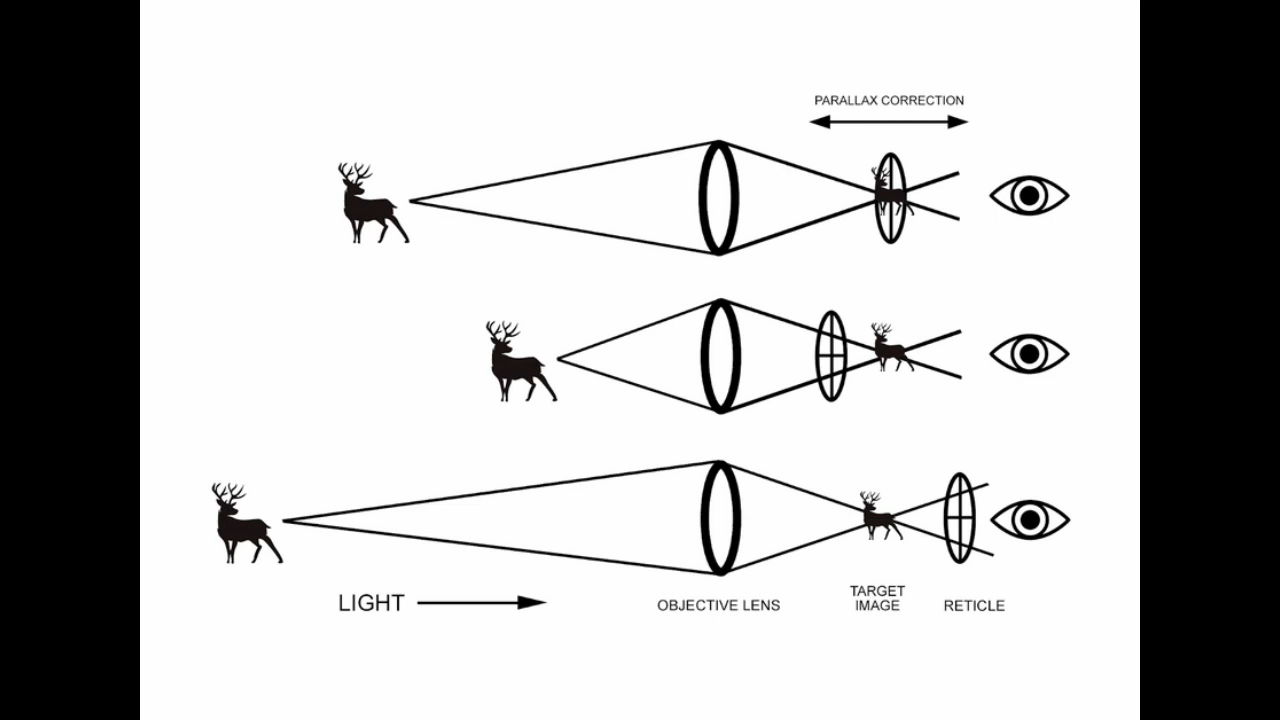 PARALLAX CORRECTION
LIGHT
OBJECTIVE LENS
TARGET
IMAGE
RETICLE